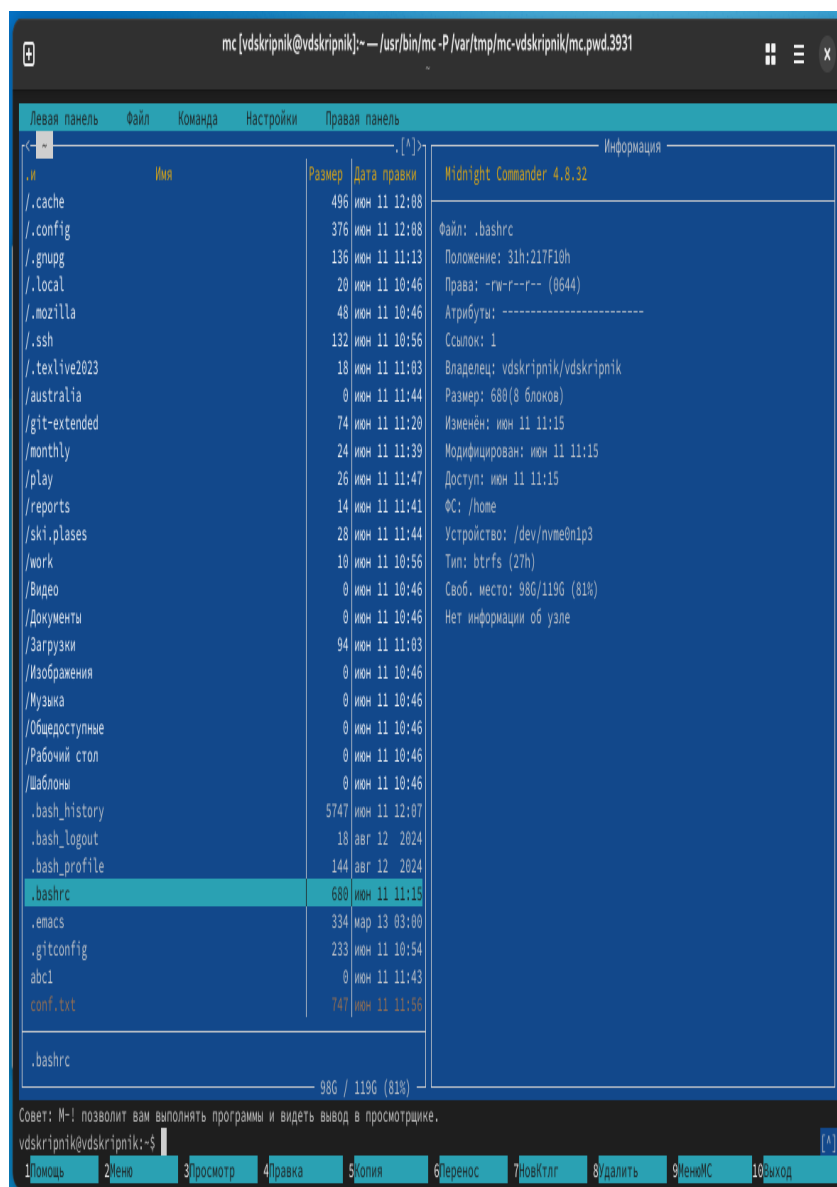 mc [vdskripnik@vdskripnik]:~ — /usr/bin/mc -P /var/tmp/mc-vdskripnik/mc.pwd.3931
~
Левая панель Файл Команда Настройки Правая панель
<─ ~ .[^]>
.и Имя Размер Дата правки
/.cache 496 июн 11 12:08
/.config 376 июн 11 12:08
/.gnupg 136 июн 11 11:13
/.local 20 июн 11 10:46
/.mozilla 48 июн 11 10:46
/.ssh 132 июн 11 10:56
/.texlive2023 18 июн 11 11:03
/australia 0 июн 11 11:44
/git-extended 74 июн 11 11:20
/monthly 24 июн 11 11:39
/play 26 июн 11 11:47
/reports 14 июн 11 11:41
/ski.plases 28 июн 11 11:44
/work 10 июн 11 10:56
/Видео 0 июн 11 10:46
/Документы 0 июн 11 10:46
/Загрузки 94 июн 11 11:03
/Изображения 0 июн 11 10:46
/Музыка 0 июн 11 10:46
/Общедоступные 0 июн 11 10:46
/Рабочий стол 0 июн 11 10:46
/Шаблоны 0 июн 11 10:46
.bash_history 5747 июн 11 12:07
.bash_logout 18 авг 12 2024
.bash_profile 144 авг 12 2024
.bashrc 680 июн 11 11:15
.emacs 334 мар 13 03:00
.gitconfig 233 июн 11 10:54
abc1 0 июн 11 11:43
conf.txt 747 июн 11 11:56
.bashrc
98G / 119G (81%)
Информация
Midnight Commander 4.8.32
Файл: .bashrc
Положение: 31h:217F10h
Права: -rw-r--r-- (0644)
Атрибуты: -------------------------
Ссылок: 1
Владелец: vdskripnik/vdskripnik
Размер: 680(8 блоков)
Изменён: июн 11 11:15
Модифицирован: июн 11 11:15
Доступ: июн 11 11:15
ФС: /home
Устройство: /dev/nvme0n1p3
Тип: btrfs (27h)
Своб. место: 98G/119G (81%)
Нет информации об узле
Совет: M-! позволит вам выполнять программы и видеть вывод в просмотрщике.
vdskripnik@vdskripnik:~$ [^]
1Помощь 2Меню 3Просмотр 4Правка 5Копия 6Перенос 7НовКтлг 8Удалить 9МенюMC 10Выход